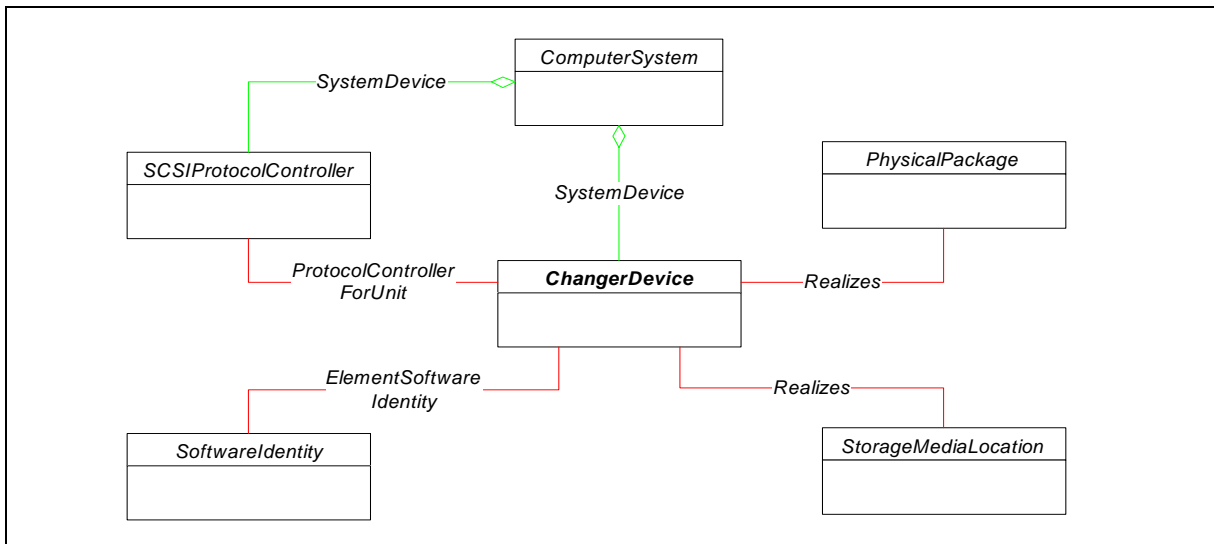 ComputerSystem
SystemDevice
SCSIProtocolController
PhysicalPackage
SystemDevice
ProtocolController
ForUnit
ChangerDevice
Realizes
ElementSoftware
Identity
Realizes
SoftwareIdentity
StorageMediaLocation